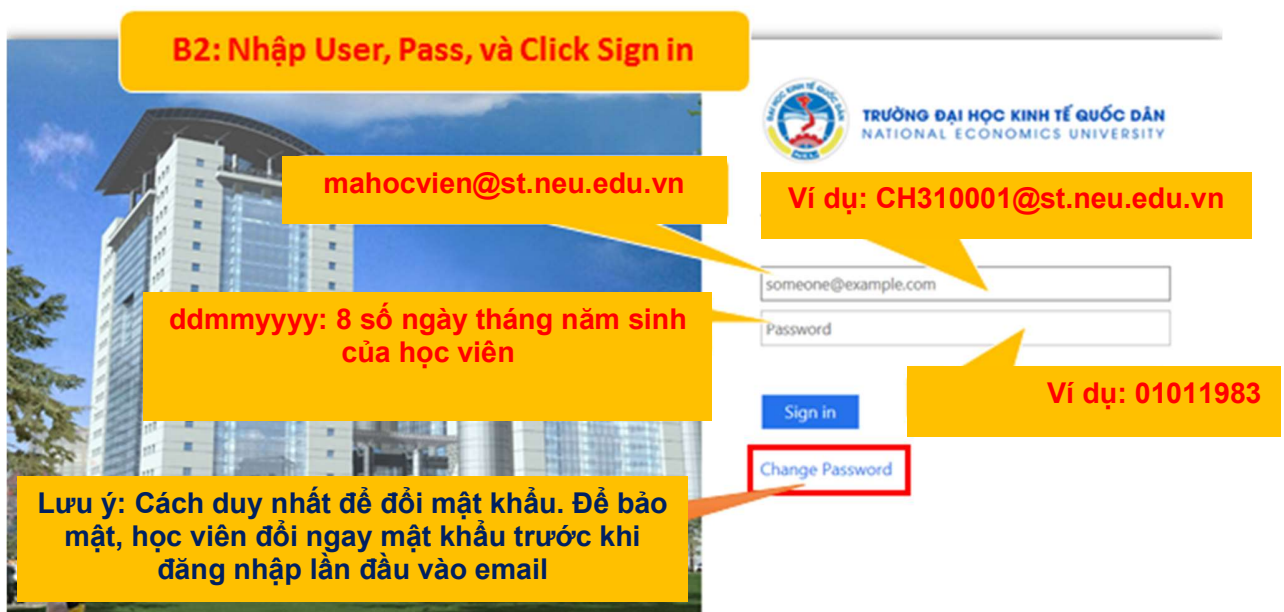 B2: Nhập User, Pass, và Click Sign in
TRƯỜNG ĐẠI HỌC KINH TẾ QUỐC DÂN
NATIONAL ECONOMICS UNIVERSITY
mahocvien@st.neu.edu.vn
Ví dụ: CH310001@st.neu.edu.vn
someone@example.com
ddmmyyyy: 8 số ngày tháng năm sinh
của học viên
Password
Ví dụ: 01011983
Sign in
Change Password
Lưu ý: Cách duy nhất để đổi mật khẩu. Để bảo
mật, học viên đổi ngay mật khẩu trước khi
đăng nhập lần đầu vào email